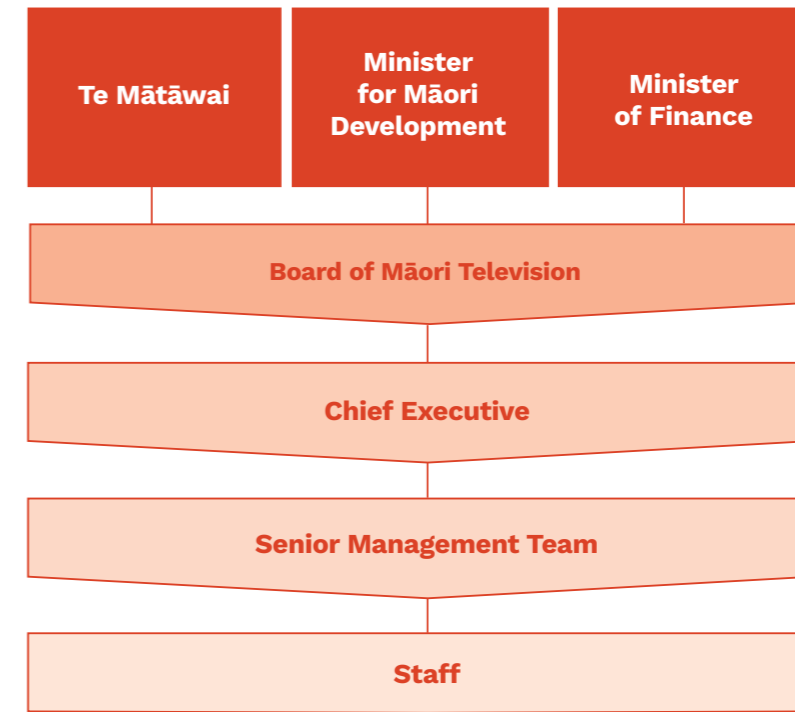 Te Mātāwai
Minister
for Māori
Development
Minister
of Finance
Board of Māori Television
Chief Executive
Senior Management Team
Staff